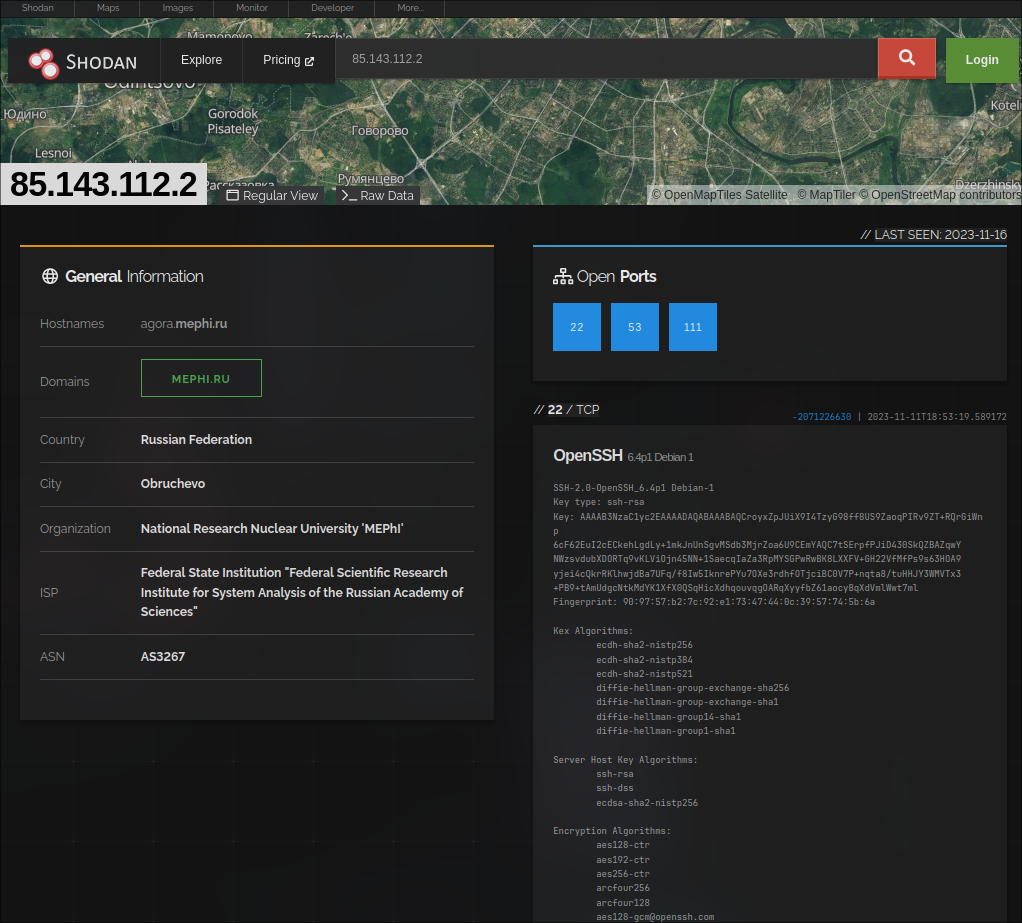 Shodan
Maps
Images
Monitor
Developer
More...
SHODAN
Explore
Pricing
85.143.112.2
Login
Юдино
Gorodok
Pisateley
Говорово
Lesnoi
Румянцево
Dzerzhinsky
85.143.112.2
Regular View
Raw Data
© OpenMapTiles Satellite © MapTiler © OpenStreetMap contributors
// LAST SEEN: 2023-11-16
General Information
Hostnames
agora.mephi.ru
Domains
MEPHI.RU
Country
Russian Federation
City
Obruchevo
Organization
National Research Nuclear University 'MEPhI'
ISP
Federal State Institution "Federal Scientific Research
Institute for System Analysis of the Russian Academy of
Sciences"
ASN
AS3267
Open Ports
22
53
111
// 22 / TCP
-2071226630 | 2023-11-11T18:53:19.589172
OpenSSH 6.4p1 Debian 1
SSH-2.0-OpenSSH_6.4p1 Debian-1
Key type: ssh-rsa
Key: AAAAB3NzaC1yc2EAAAADAQABAAABAQCroyxZpJUiX9I4TzyG98ff8US9ZaoqPIRv9ZT+RQrGiWn
p
6cF62EuI2cECkehLgdLy+1mkJnUnSgvMSdb3MjrZoa6U9CEmYAQC7tSErpfPJiD430SkQZBAZqwY
NWzsvdubXDORTq9vKLViOjn45NN+1SaecqIaZa3RpMYSGPwRwBK8LXXFV+GH22VfMfPs9s63HOA9
yjei4cQkrRKlhwjdBa7UFq/f8Iw5IknrePYu7OXe3rdhfOTjciBC0V7P+nqta8/tuHHJY3WMVTx3
+PB9+tAmUdgcNtkMdYK1XfX0QSqHicXdhqouvqgOARqXyyfbZ61aocy8qXdVmlWwt7ml
Fingerprint: 90:97:57:b2:7c:92:e1:73:47:44:0c:39:57:74:5b:6a
Kex Algorithms:
ecdh-sha2-nistp256
ecdh-sha2-nistp384
ecdh-sha2-nistp521
diffie-hellman-group-exchange-sha256
diffie-hellman-group-exchange-sha1
diffie-hellman-group14-sha1
diffie-hellman-group1-sha1
Server Host Key Algorithms:
ssh-rsa
ssh-dss
ecdsa-sha2-nistp256
Encryption Algorithms:
aes128-ctr
aes192-ctr
aes256-ctr
arcfour256
arcfour128
aes128-gcm@openssh.com